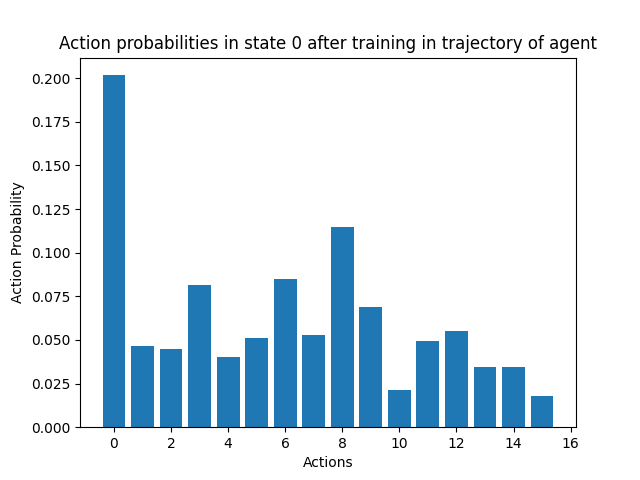 Action probabilities in state 0 after training in trajectory of agent
0.200
0.175
0.150
0.125
0.100
0.075
0.050
0.025
0.000
Action Probability
0 2 4 6 8 10 12 14 16
Actions